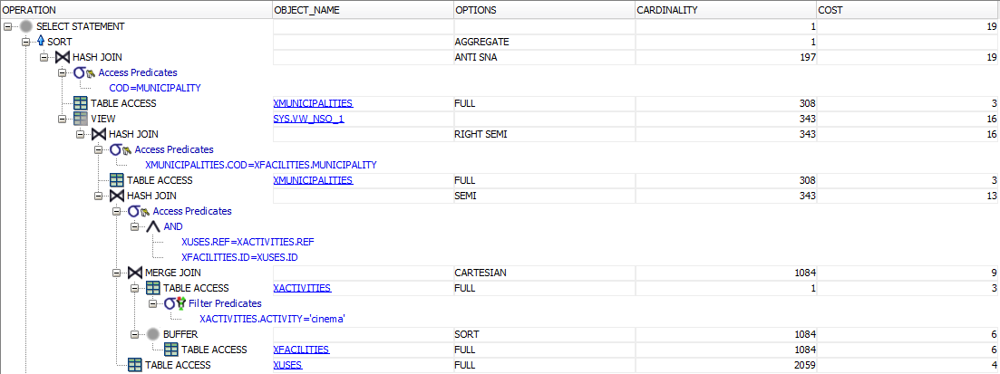 OPERATION OBJECT_NAME OPTIONS CARDINALITY COST
SELECT STATEMENT 1 19
SORT AGGREGATE 1
HASH JOIN ANTI SNA 197 19
Access Predicates
COD=MUNICIPALITY
TABLE ACCESS XMUNICIPALITIES FULL 308 3
VIEW SYS.VW_NSO_1 343 16
HASH JOIN RIGHT SEMI 343 16
Access Predicates
XMUNICIPALITIES.COD=XFACILITIES.MUNICIPALITY
TABLE ACCESS XMUNICIPALITIES FULL 308 3
HASH JOIN SEMI 343 13
Access Predicates
AND
XUSES.REF=XACTIVITIES.REF
XFACILITIES.ID=XUSES.ID
MERGE JOIN CARTESIAN 1084 9
TABLE ACCESS XACTIVITIES FULL 1 3
Filter Predicates
XACTIVITIES.ACTIVITY='cinema'
BUFFER SORT 1084 6
TABLE ACCESS XFACILITIES FULL 1084 6
TABLE ACCESS XUSES FULL 2059 4